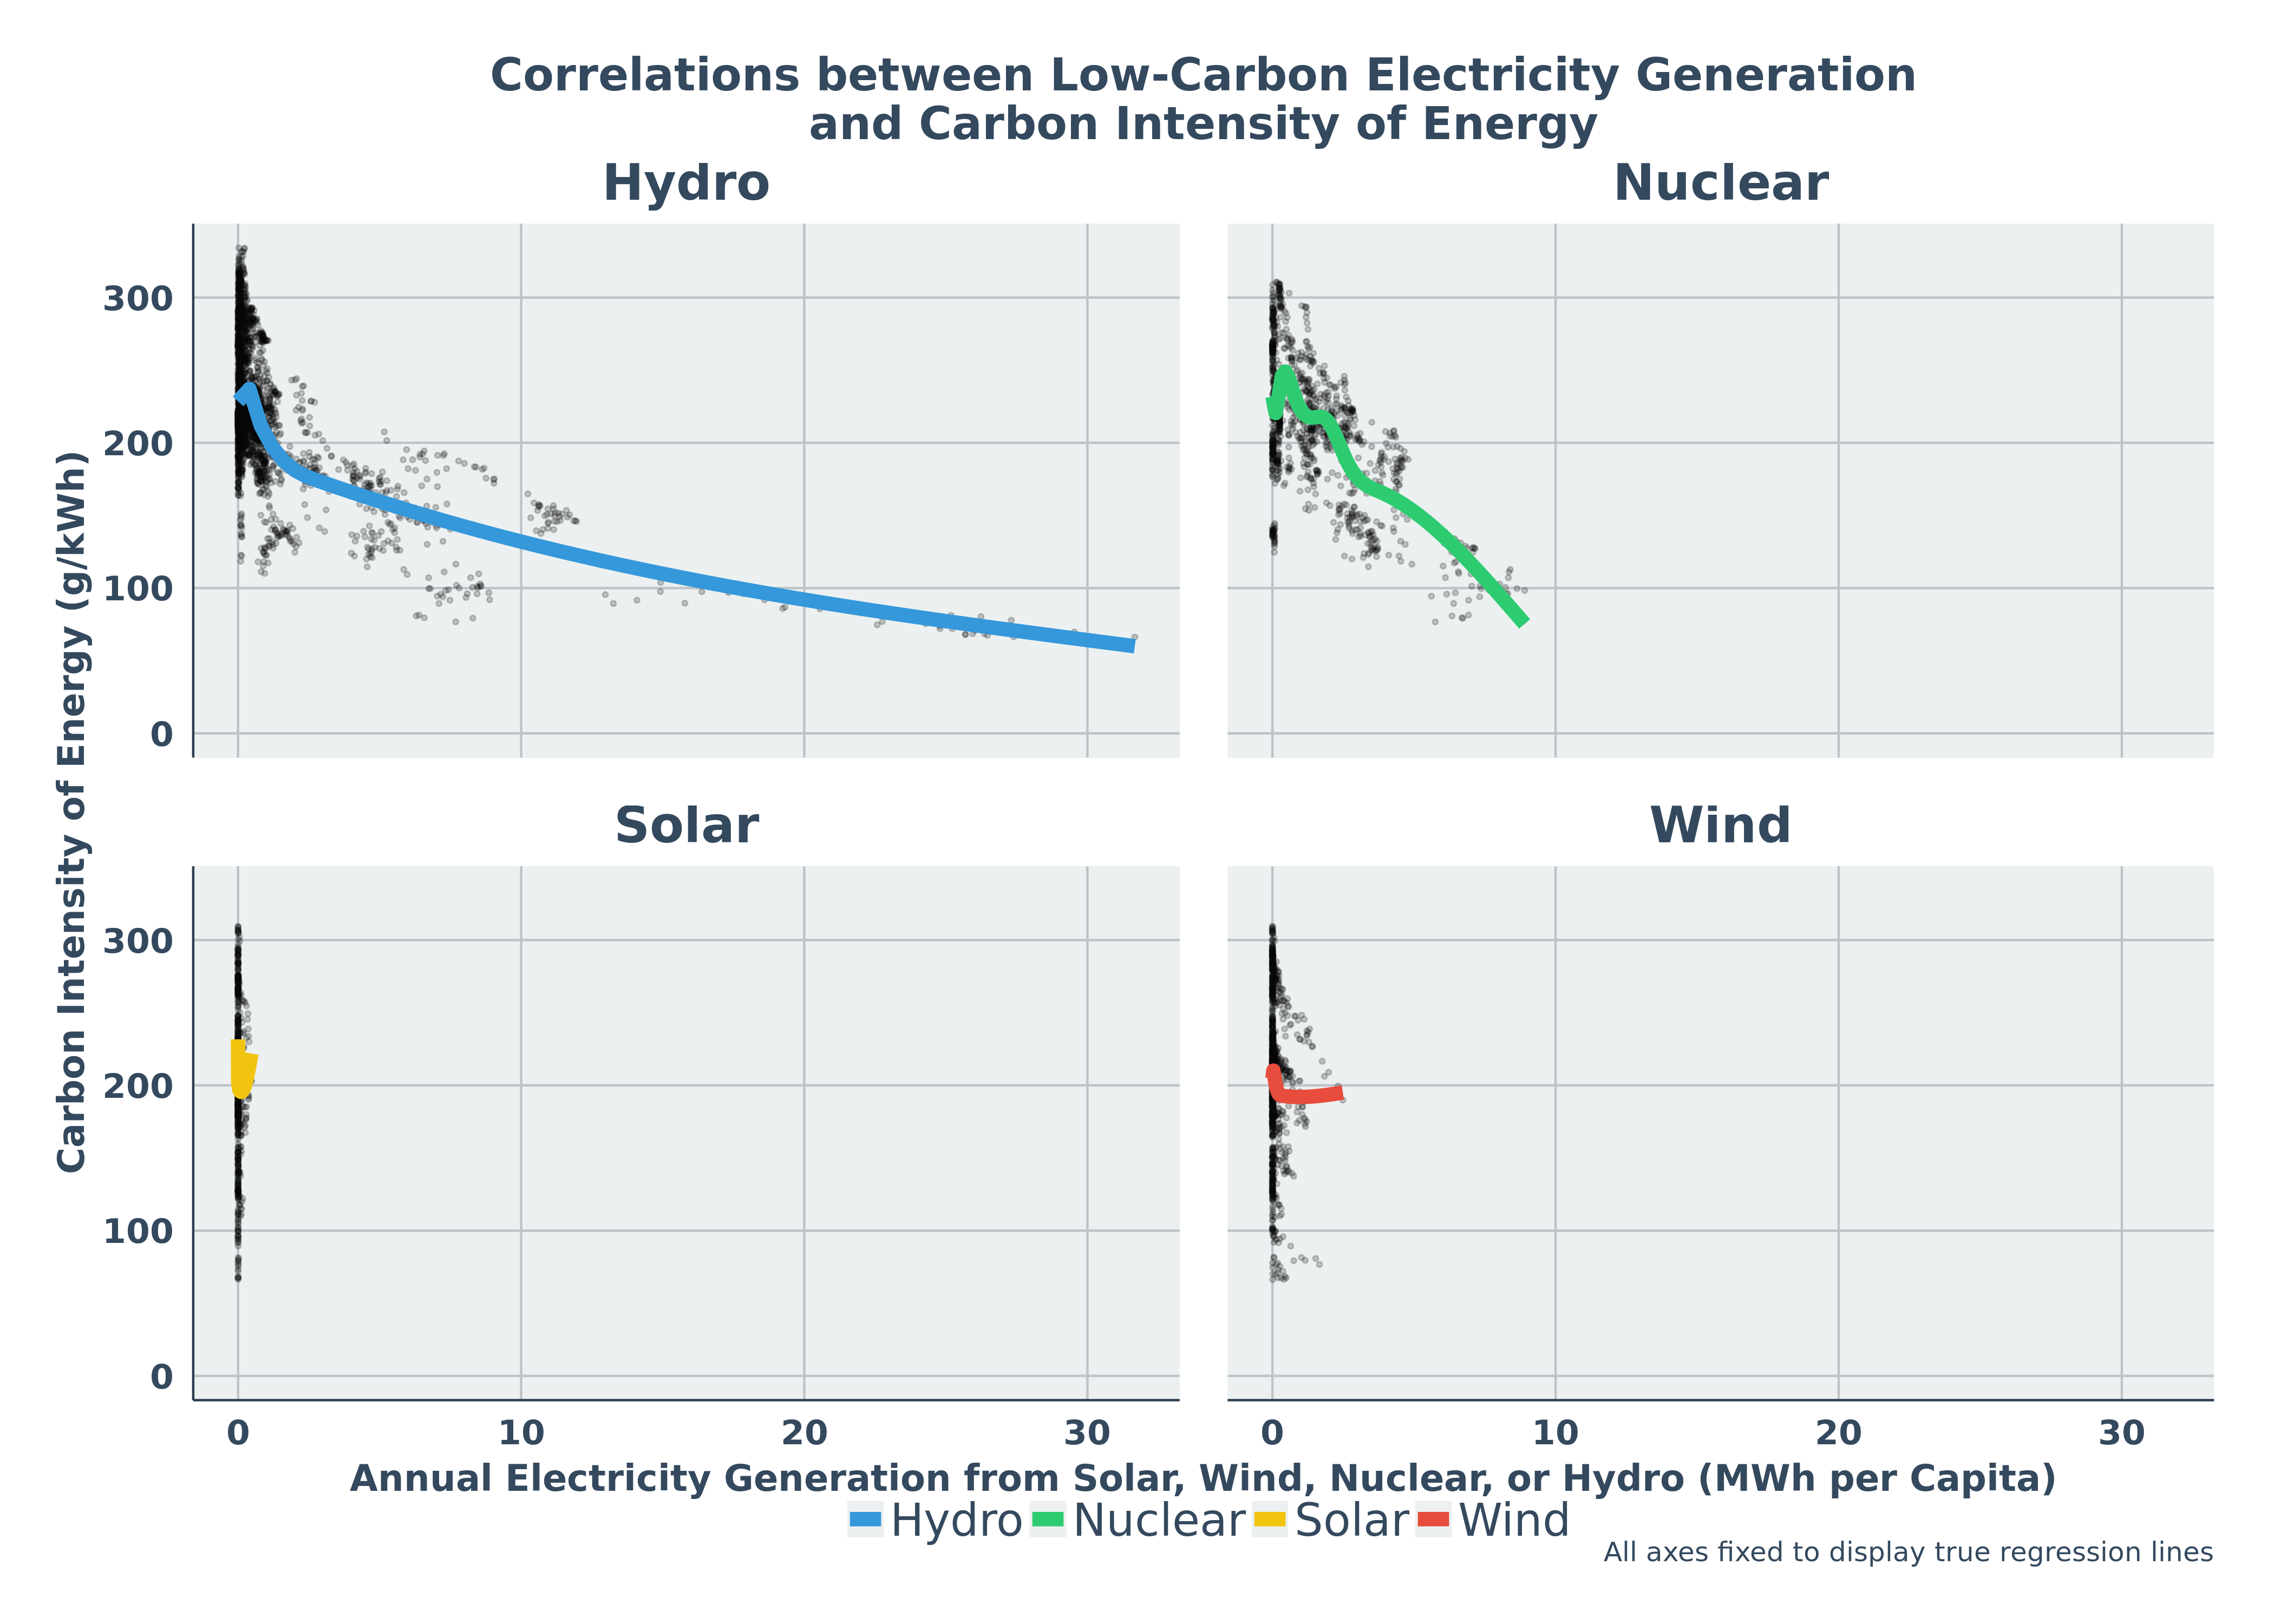 Correlations between Low-Carbon Electricity Generation
and Carbon Intensity of Energy
Hydro
Nuclear
300
200
100
0
Solar
Wind
300
200
100
0
Carbon Intensity of Energy (g/kWh)
0 10 20 30 0 10 20 30
Annual Electricity Generation from Solar, Wind, Nuclear, or Hydro (MWh per Capita)
Hydro Nuclear Solar Wind
All axes fixed to display true regression lines